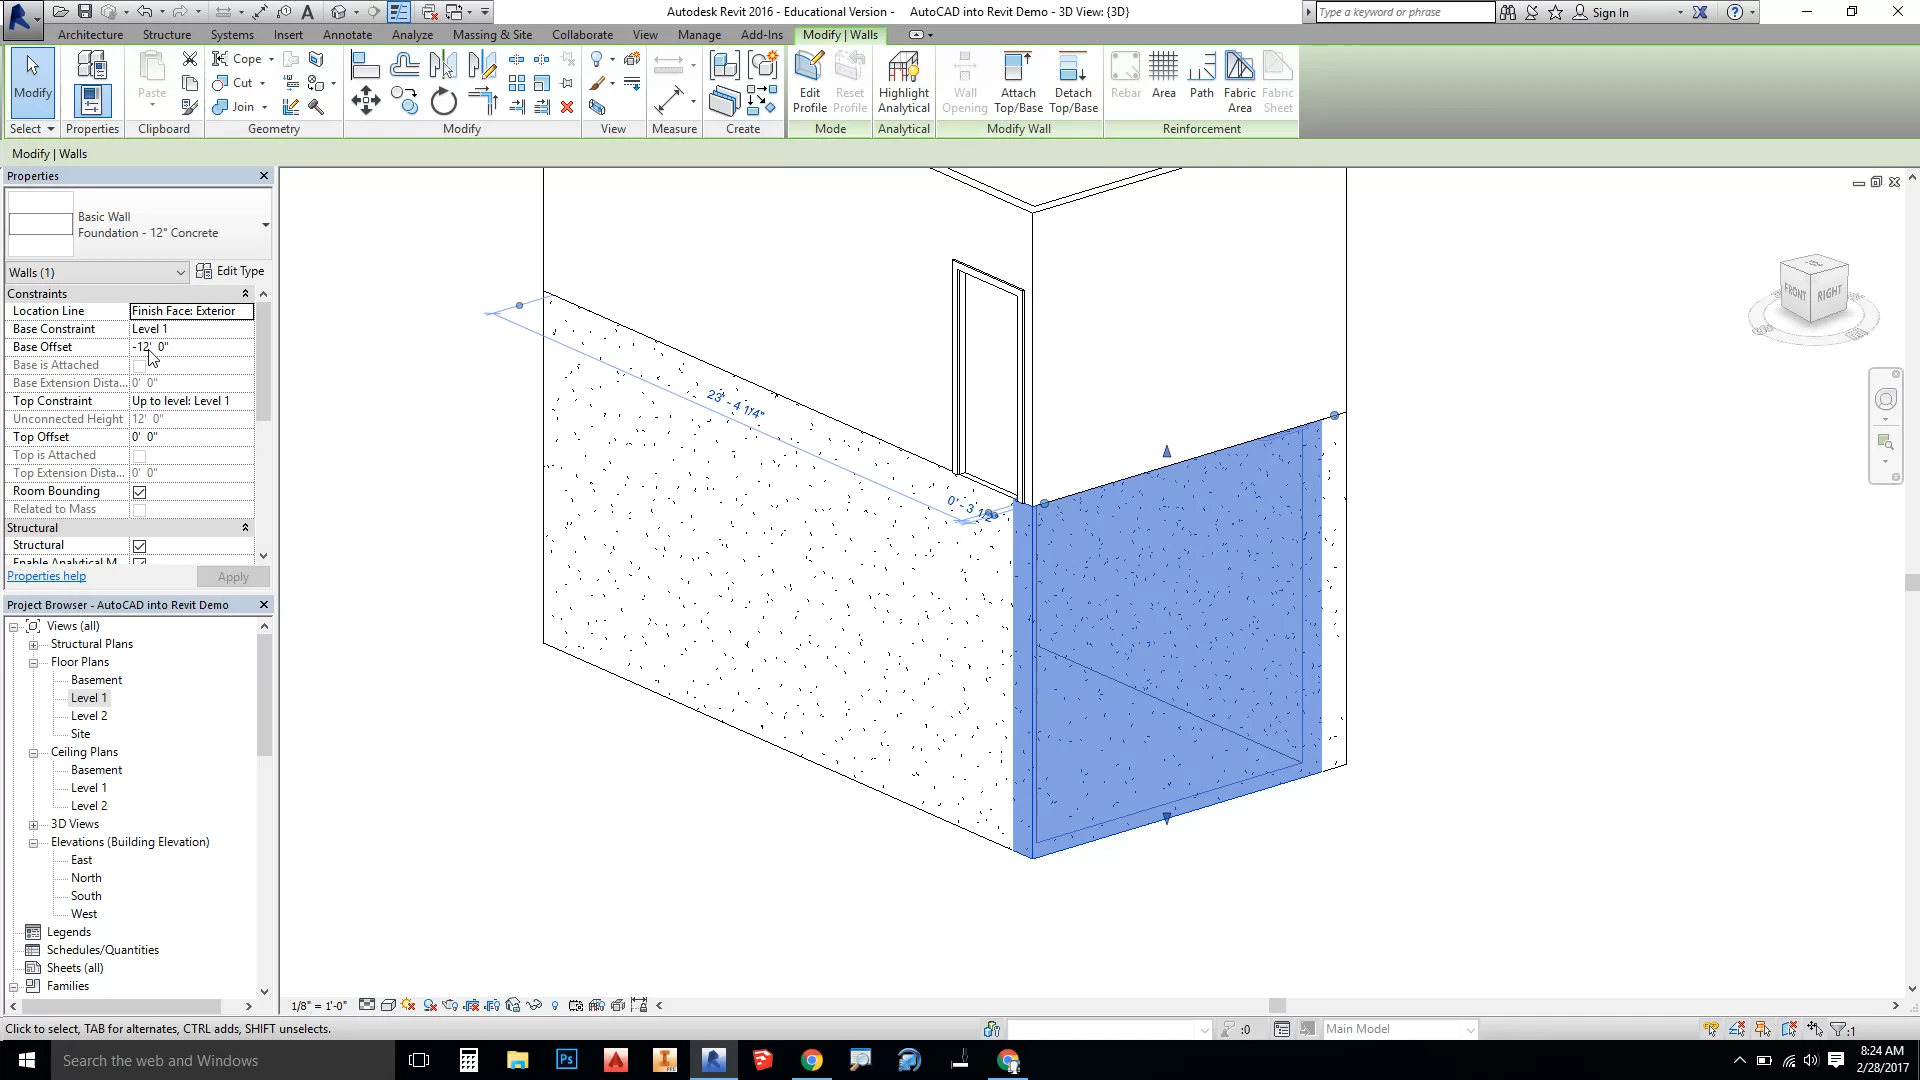 Autodesk Revit 2016 - Educational Version - AutoCAD into Revit Demo - 3D View: {3D}
Type a keyword or phrase
Sign In
Architecture Structure Systems Insert Annotate Analyze Massing & Site Collaborate View Manage Add-Ins Modify | Walls
Modify
Paste
Cope
Cut
Join
Edit Profile
Reset Profile
Highlight Analytical
Wall Opening
Attach Top/Base
Detach Top/Base
Rebar
Area
Path
Fabric Area
Fabric Sheet
Select Properties Clipboard Geometry Modify View Measure Create Mode Analytical Modify Wall Reinforcement
Modify | Walls
Properties
Basic Wall
Foundation - 12" Concrete
Walls (1)
Edit Type
Constraints
Location Line Finish Face: Exterior
Base Constraint Level 1
Base Offset -12' 0"
Base is Attached
Base Extension Dista... 0' 0"
Top Constraint Up to level: Level 1
Unconnected Height 12' 0"
Top Offset 0' 0"
Top is Attached
Top Extension Dista... 0' 0"
Room Bounding
Related to Mass
Structural
Structural
Enable Analytical M
Properties help
Apply
Project Browser - AutoCAD into Revit Demo
Views (all)
Structural Plans
Floor Plans
Basement
Level 1
Level 2
Site
Ceiling Plans
Basement
Level 1
Level 2
3D Views
Elevations (Building Elevation)
East
North
South
West
Legends
Schedules/Quantities
Sheets (all)
Families
23' - 4 1/4"
0' - 3 1/2"
FRONT
RIGHT
1/8" = 1'-0"
Click to select, TAB for alternates, CTRL adds, SHIFT unselects.
:0
Main Model
:1
Search the web and Windows
Ps
8:24 AM
2/28/2017